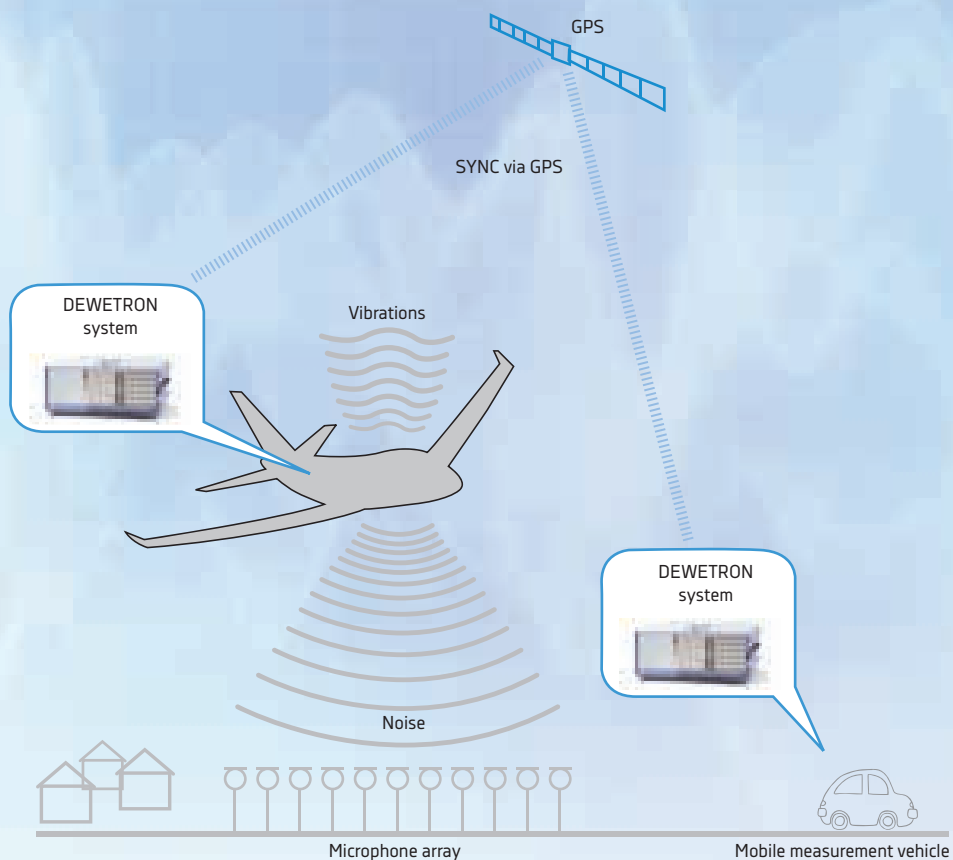 GPS
SYNC via GPS
DEWETRON
system
Vibrations
DEWETRON
system
Noise
Microphone array
Mobile measurement vehicle